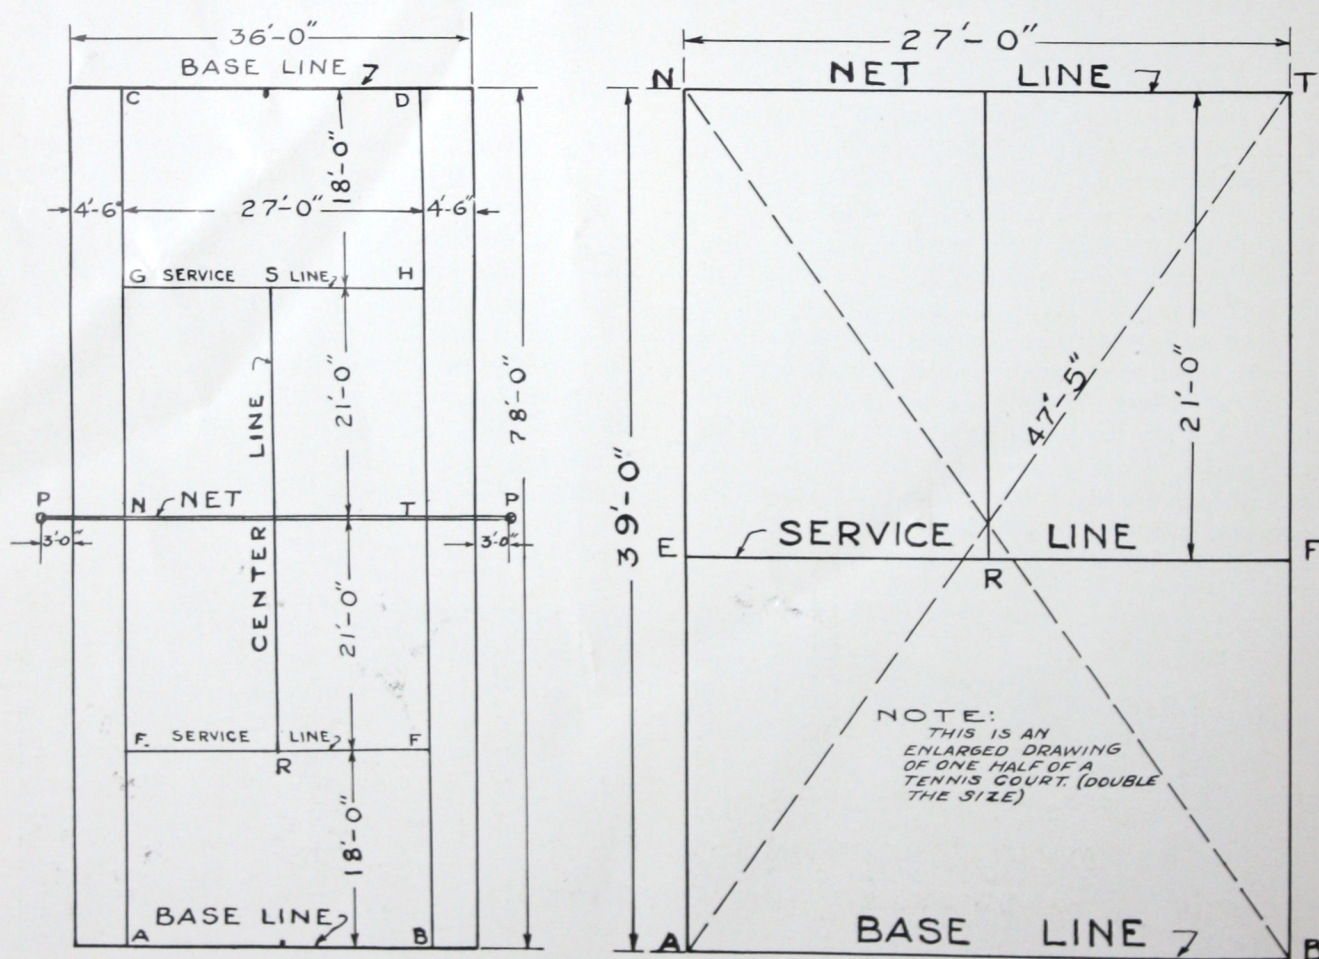 36'-0"
BASE LINE
C D
18'-0"
4'-6" 27'-0" 4'-6"
G SERVICE S LINE H
21'-0"
78'-0"
CENTER LINE
P N NET T P
3'-0" 3'-0"
21'-0"
F SERVICE LINE F
R
18'-0"
BASE LINE
A B
27'-0"
N NET LINE T
47'-5"
21'-0"
39'-0"
E SERVICE LINE F
R
NOTE:
THIS IS AN
ENLARGED DRAWING
OF ONE HALF OF A
TENNIS COURT. (DOUBLE
THE SIZE)
A BASE LINE B